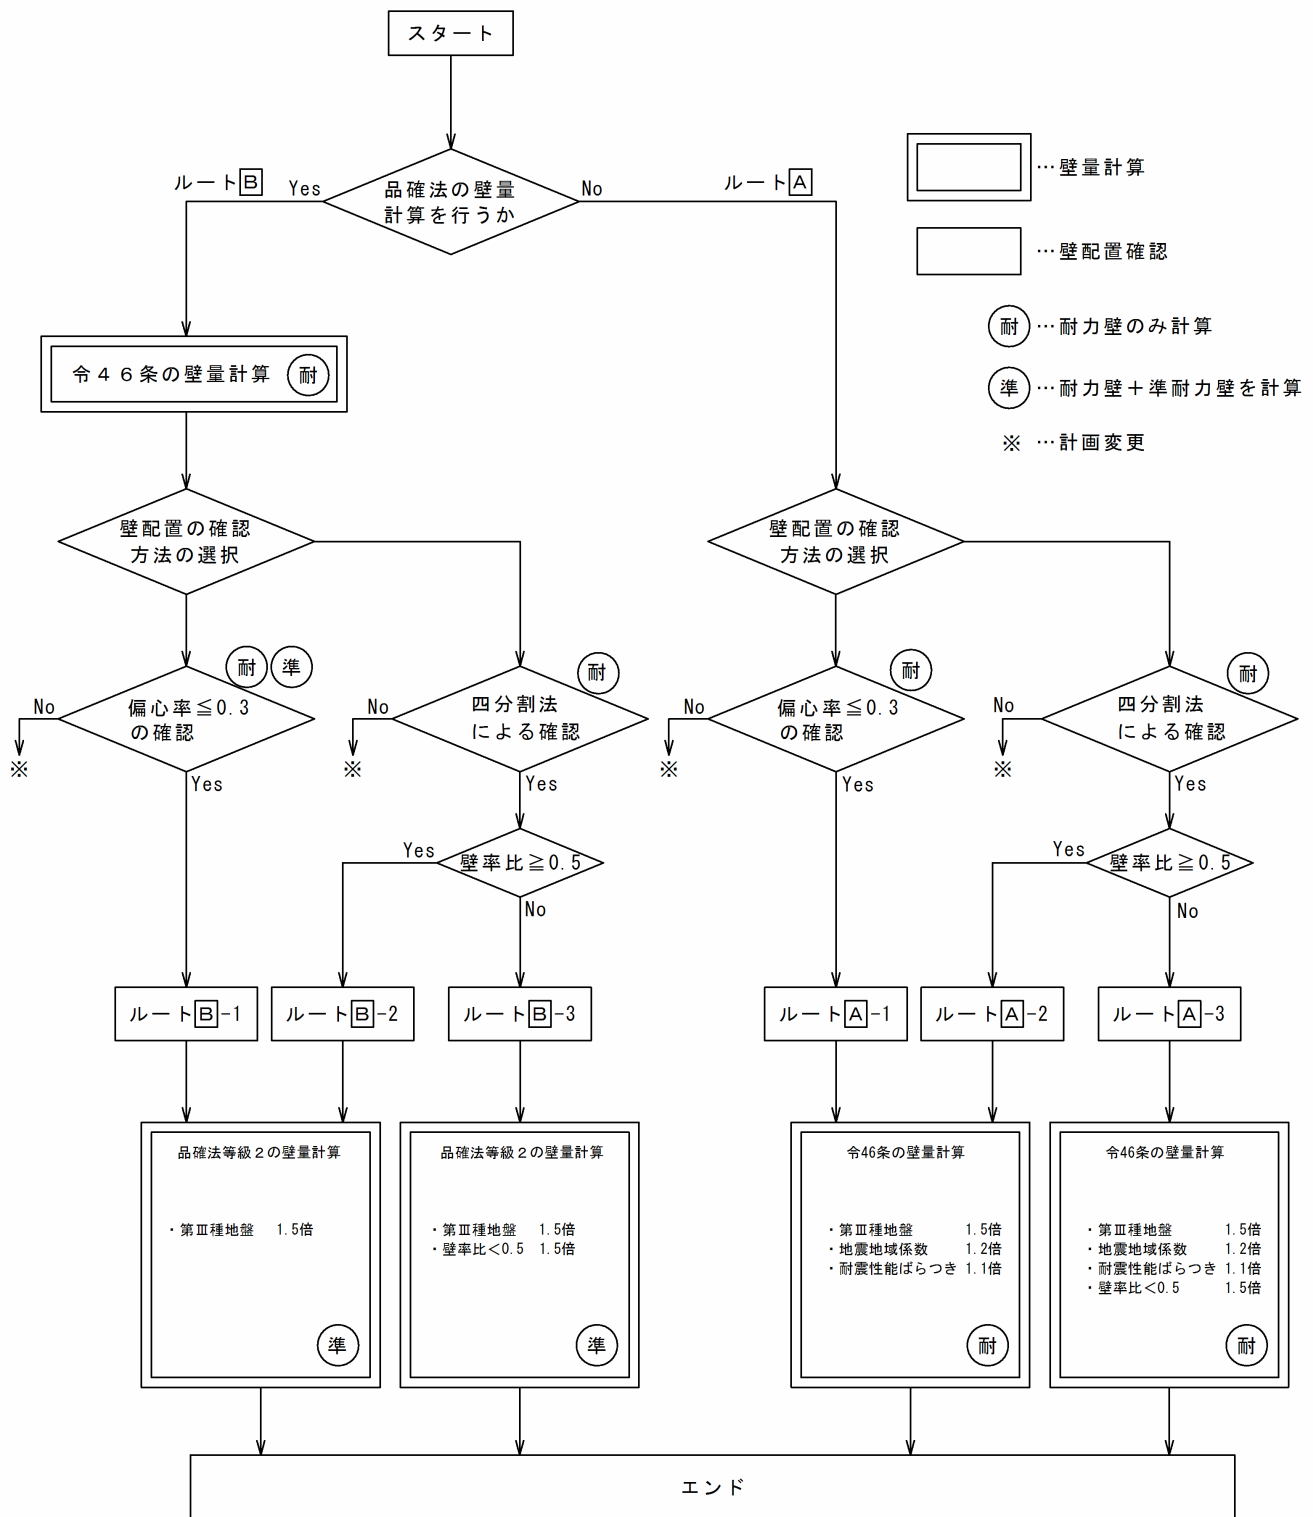 スタート
ルートB
Yes
品確法の壁量
計算を行うか
No
ルートA
…壁量計算
…壁配置確認
耐 …耐力壁のみ計算
準 …耐力壁＋準耐力壁を計算
※ …計画変更
令４６条の壁量計算 耐
壁配置の確認
方法の選択
壁配置の確認
方法の選択
耐 準
No
偏心率≦0.3
の確認
※
Yes
耐
No
四分割法
による確認
※
Yes
耐
No
偏心率≦0.3
の確認
※
Yes
耐
No
四分割法
による確認
※
Yes
Yes
壁率比≧0.5
No
Yes
壁率比≧0.5
No
ルートB-1
ルートB-2
ルートB-3
ルートA-1
ルートA-2
ルートA-3
品確法等級２の壁量計算
・第Ⅲ種地盤 1.5倍
準
品確法等級２の壁量計算
・第Ⅲ種地盤 1.5倍
・壁率比＜0.5 1.5倍
準
令46条の壁量計算
・第Ⅲ種地盤 1.5倍
・地震地域係数 1.2倍
・耐震性能ばらつき 1.1倍
耐
令46条の壁量計算
・第Ⅲ種地盤 1.5倍
・地震地域係数 1.2倍
・耐震性能ばらつき 1.1倍
・壁率比＜0.5 1.5倍
耐
エンド